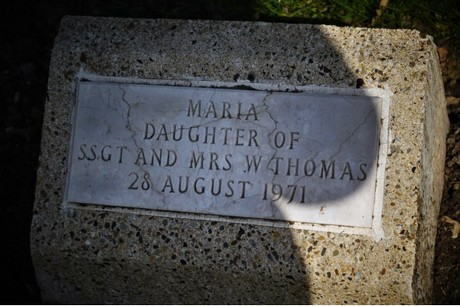 MARIA
DAUGHTER OF
SSGT AND MRS W THOMAS
28 AUGUST 1971